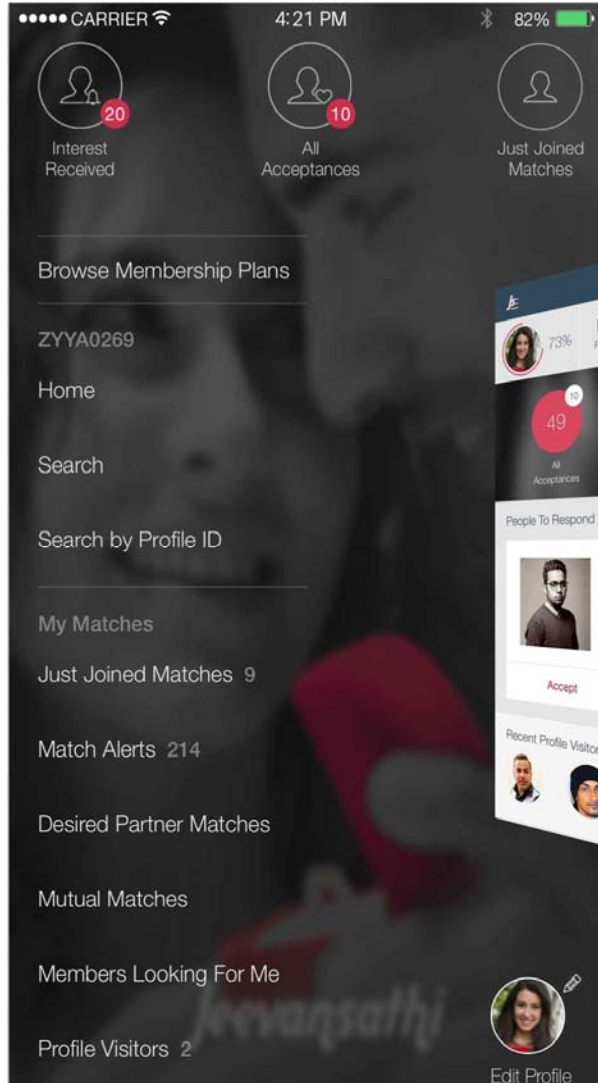 CARRIER 4:21 PM 82%
20
10
Interest
Received
All
Acceptances
Just Joined
Matches
Browse Membership Plans
ZYYA0269
Home
Search
Search by Profile ID
My Matches
Just Joined Matches 9
Match Alerts 214
Desired Partner Matches
Mutual Matches
Members Looking For Me
Profile Visitors 2
JS
73%
10
49
All
Acceptances
People To Respond
Accept
Recent Profile Visitor
Jeevansathi
Edit Profile